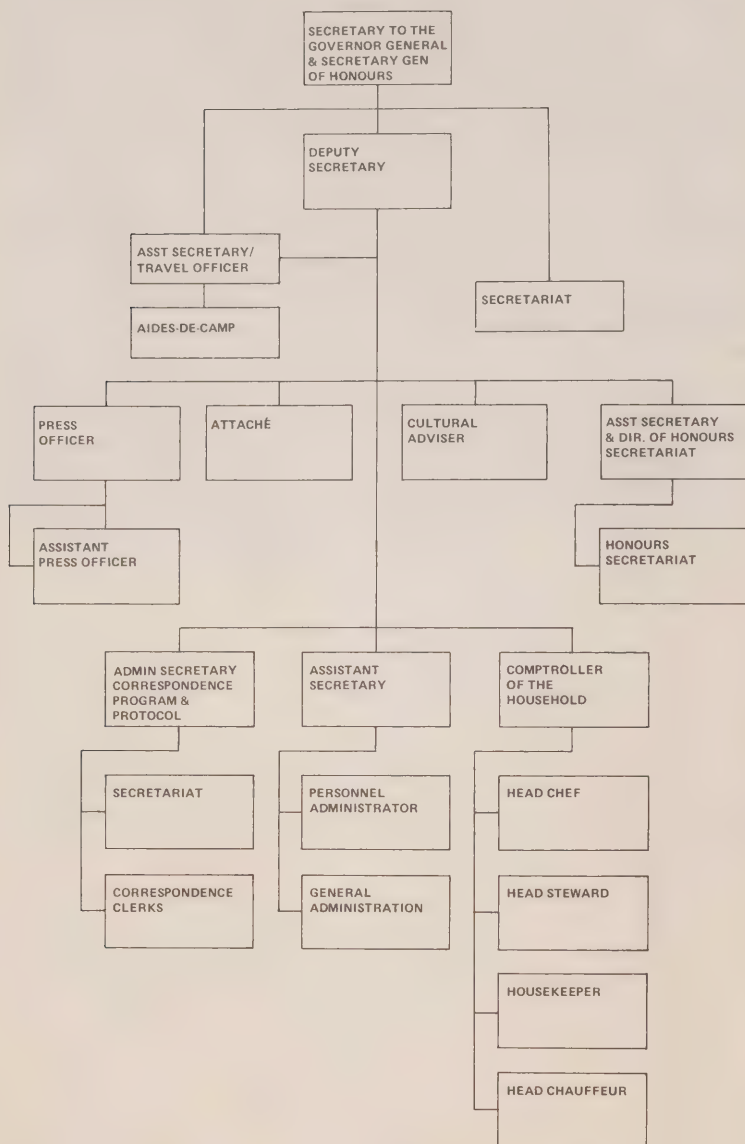 SECRETARY TO THE
GOVERNOR GENERAL
& SECRETARY GEN
OF HONOURS
DEPUTY
SECRETARY
ASST SECRETARY/
TRAVEL OFFICER
SECRETARIAT
AIDES-DE-CAMP
PRESS
OFFICER
ATTACHÉ
CULTURAL
ADVISER
ASST SECRETARY
& DIR. OF HONOURS
SECRETARIAT
ASSISTANT
PRESS OFFICER
HONOURS
SECRETARIAT
ADMIN SECRETARY
CORRESPONDENCE
PROGRAM &
PROTOCOL
ASSISTANT
SECRETARY
COMPTROLLER
OF THE
HOUSEHOLD
SECRETARIAT
PERSONNEL
ADMINISTRATOR
HEAD CHEF
CORRESPONDENCE
CLERKS
GENERAL
ADMINISTRATION
HEAD STEWARD
HOUSEKEEPER
HEAD CHAUFFEUR